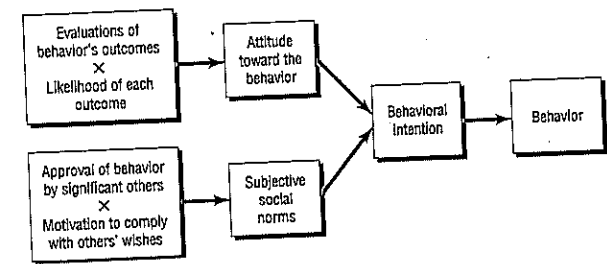 Evaluations of
behavior's outcomes
×
Likelihood of each
outcome
Attitude
toward the
behavior
Behavioral
Intention
Behavior
Approval of behavior
by significant others
×
Motivation to comply
with others' wishes
Subjective
social
norms